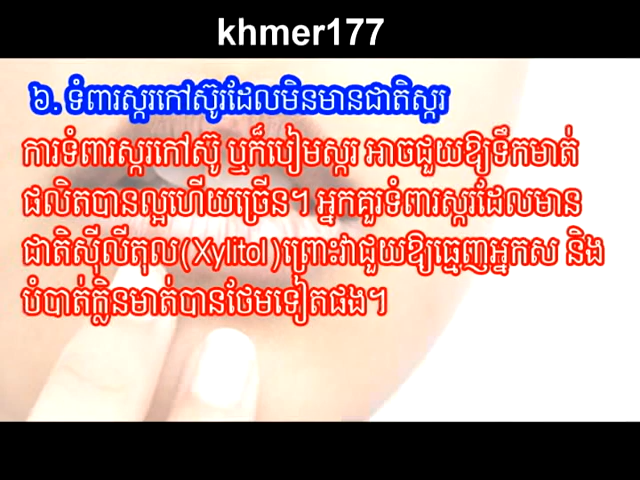 khmer177
៦. ទំពារស្ករកៅស៊ូរដែលមិនមានជាតិស្ករ
ការទំពារស្ករកៅស៊ូ ឬក៏បៀមស្ករ អាចជួយឱ្យទឹកមាត់
ផលិតបានល្អហើយច្រើន។ អ្នកគួរទំពារស្ករដែលមាន
ជាតិស៊ីលីតុល(Xylitol)ព្រោះវាជួយឱ្យធ្មេញអ្នកស និង
បំបាត់ក្លិនមាត់បានថែមទៀតផង។